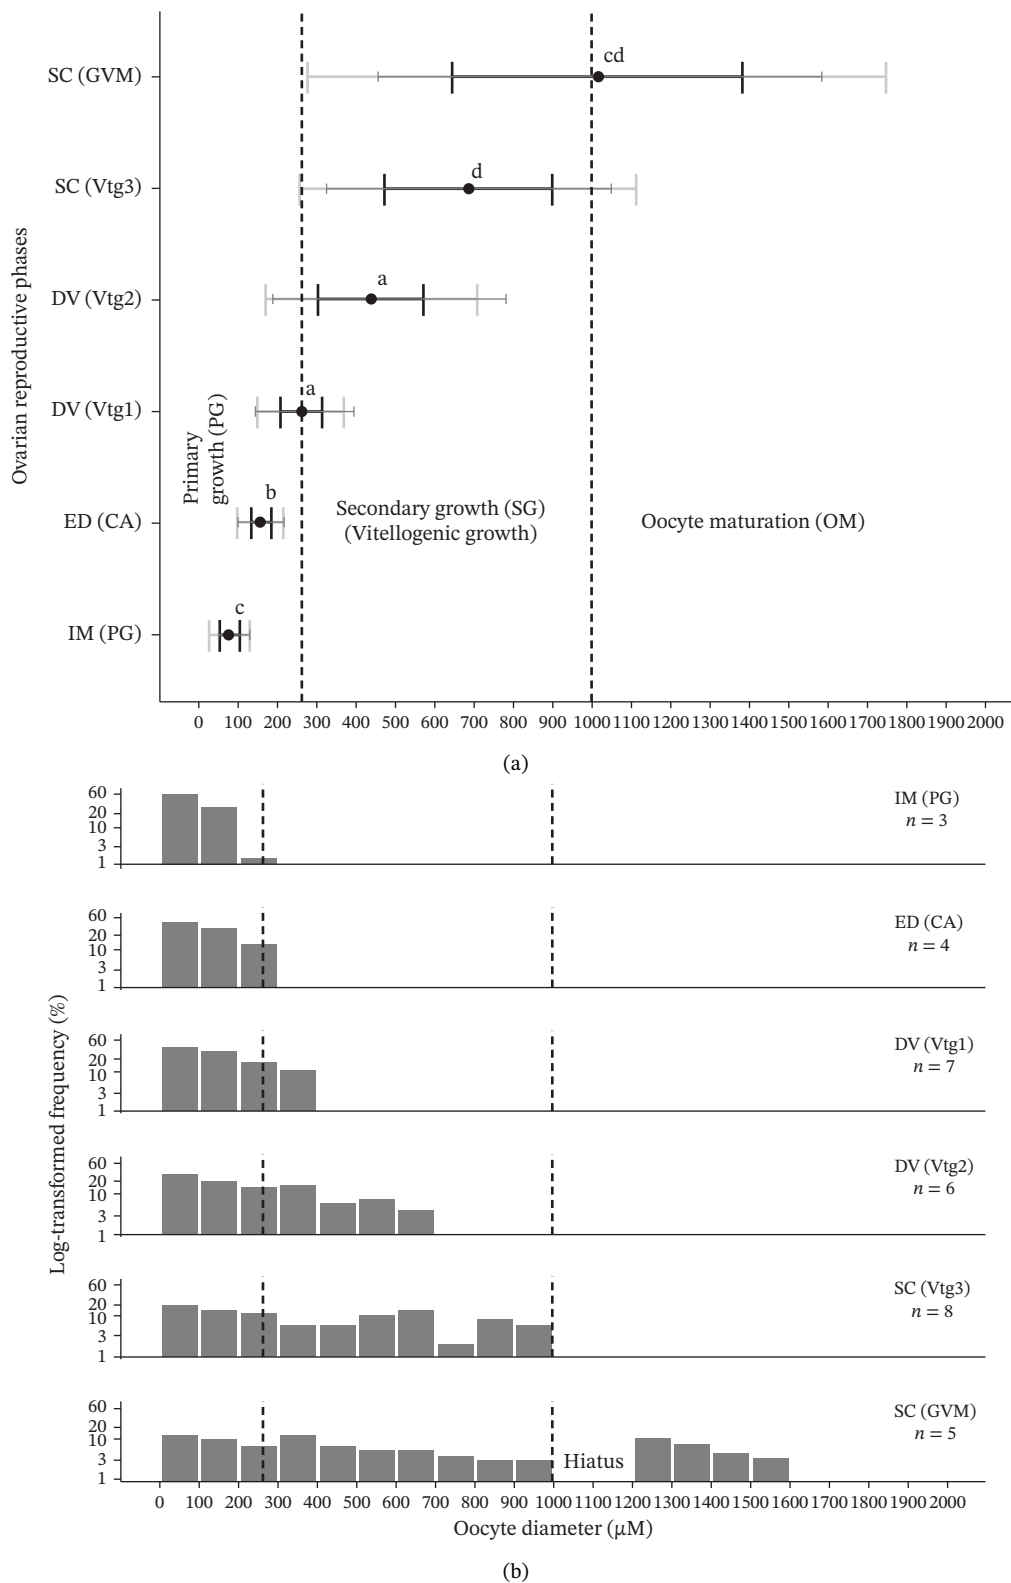 Ovarian reproductive phases
SC (GVM)
SC (Vtg3)
DV (Vtg2)
DV (Vtg1)
ED (CA)
IM (PG)
cd
d
a
a
b
c
Primary
growth (PG)
Secondary growth (SG)
(Vitellogenic growth)
Oocyte maturation (OM)
0 100 200 300 400 500 600 700 800 900 1000 1100 1200 1300 1400 1500 1600 1700 1800 1900 2000
(a)
Log-transformed frequency (%)
60
20
10
3
1
IM (PG)
n = 3
60
20
10
3
1
ED (CA)
n = 4
60
20
10
3
1
DV (Vtg1)
n = 7
60
20
10
3
1
DV (Vtg2)
n = 6
60
20
10
3
1
SC (Vtg3)
n = 8
60
20
10
3
1
SC (GVM)
n = 5
Hiatus
0 100 200 300 400 500 600 700 800 900 1000 1100 1200 1300 1400 1500 1600 1700 1800 1900 2000
Oocyte diameter (μM)
(b)